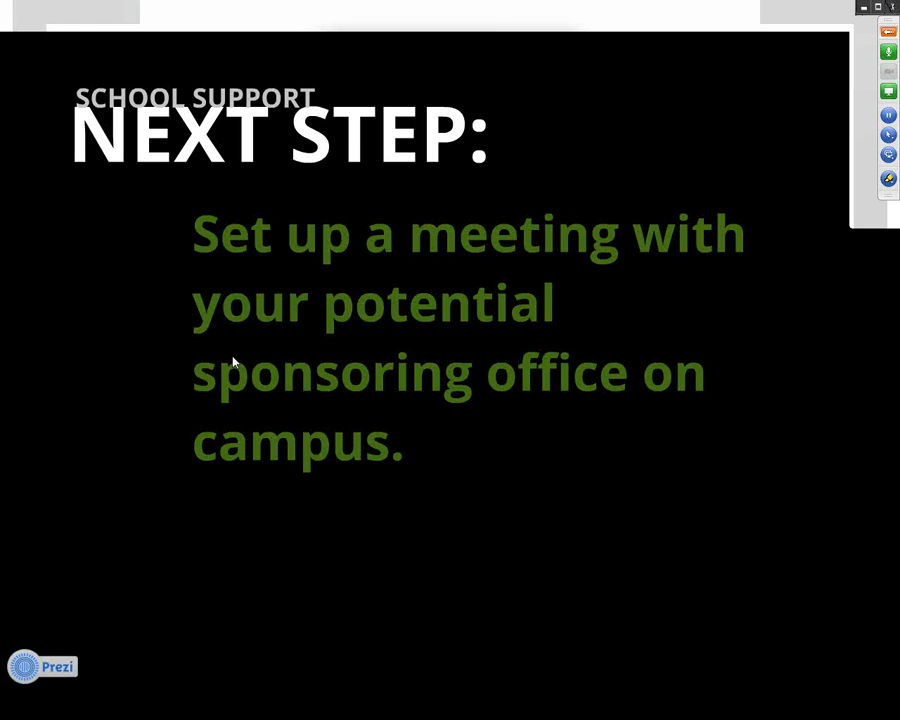 SCHOOL SUPPORT
NEXT STEP:
Set up a meeting with
your potential
sponsoring office on
campus.
Prezi